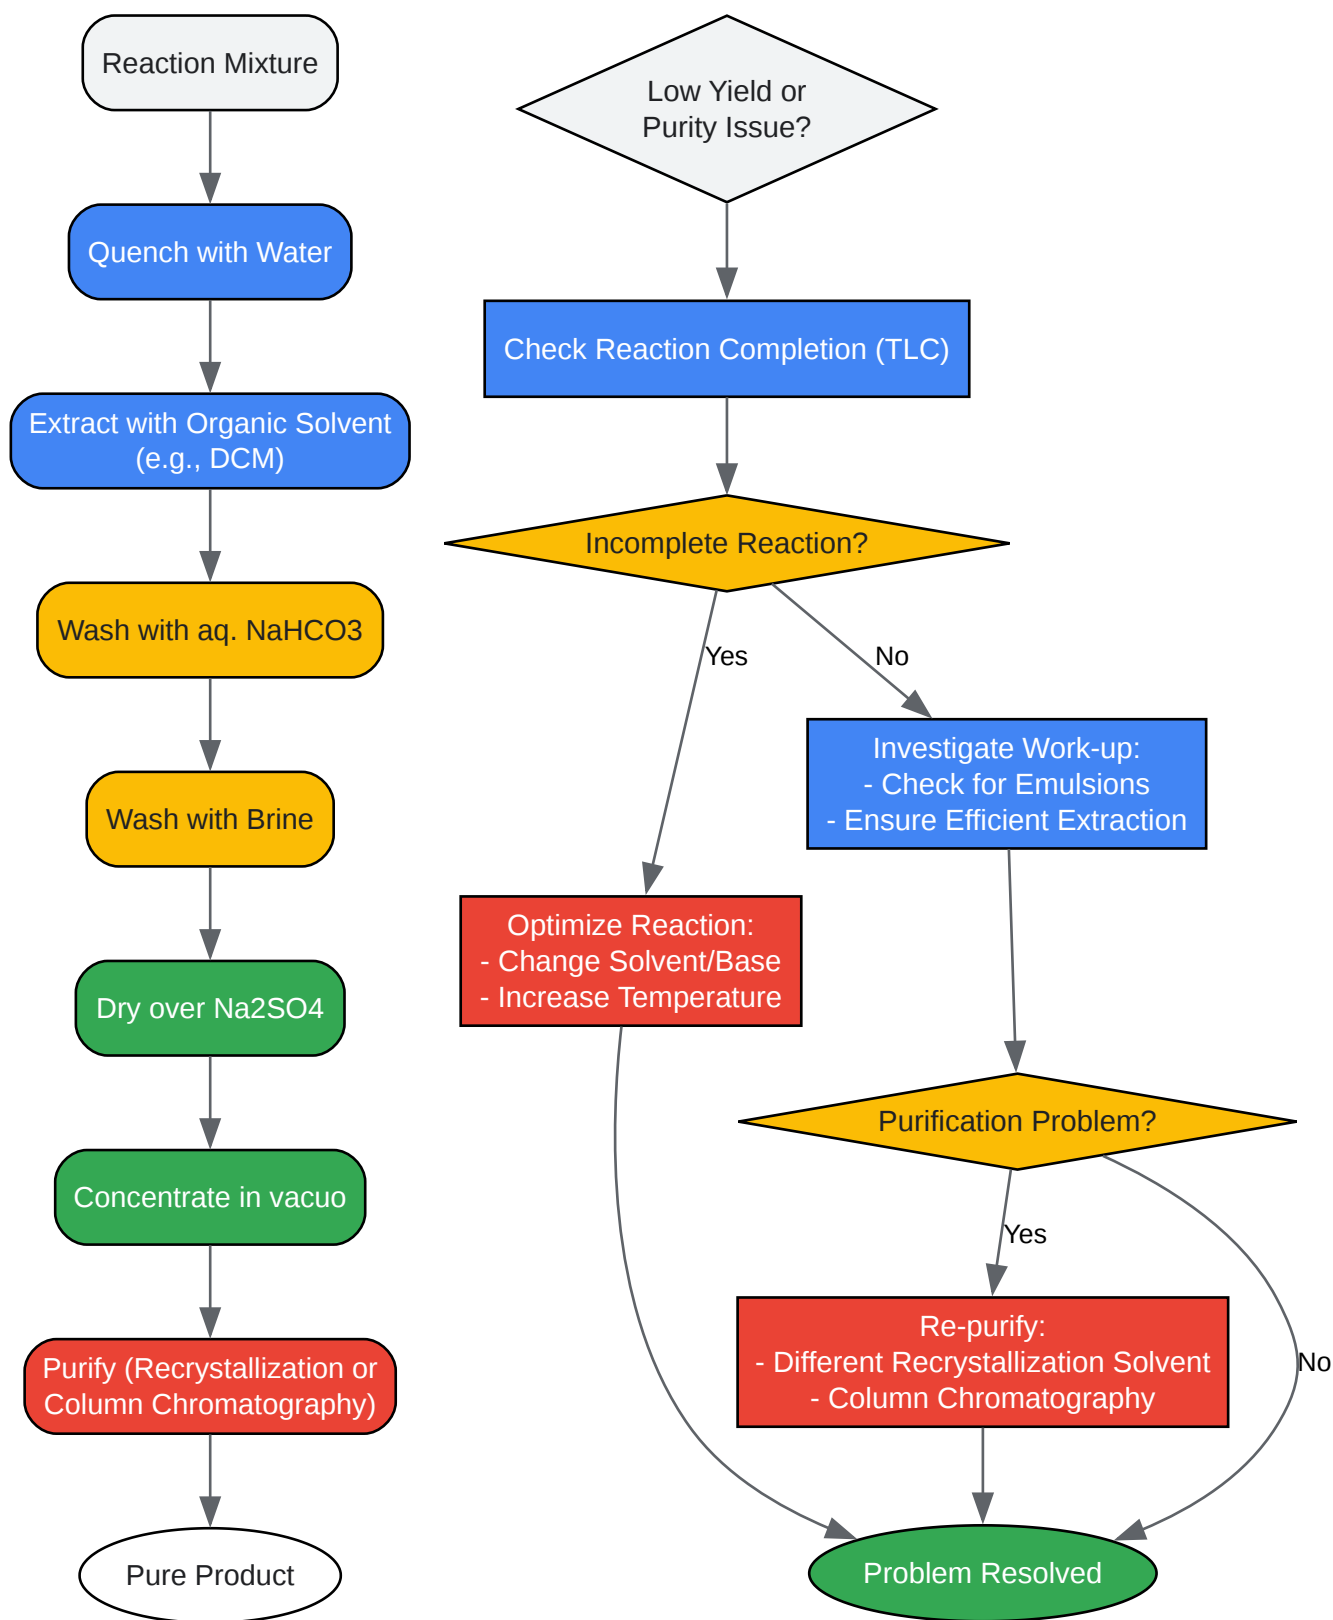 Reaction Mixture
Quench with Water
Extract with Organic Solvent
(e.g., DCM)
Wash with aq. NaHCO3
Wash with Brine
Dry over Na2SO4
Concentrate in vacuo
Purify (Recrystallization or
Column Chromatography)
Pure Product
Low Yield or
Purity Issue?
Check Reaction Completion (TLC)
Incomplete Reaction?
Yes
No
Investigate Work-up:
- Check for Emulsions
- Ensure Efficient Extraction
Optimize Reaction:
- Change Solvent/Base
- Increase Temperature
Purification Problem?
Yes
No
Re-purify:
- Different Recrystallization Solvent
- Column Chromatography
Problem Resolved